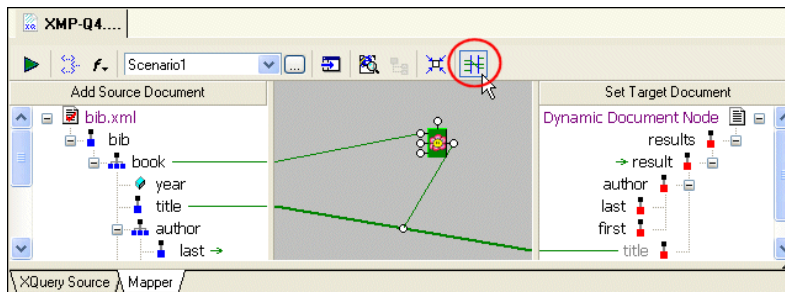 XMP-Q4....
f. Scenario1 ...
Add Source Document
Set Target Document
bib.xml
Dynamic Document Node
bib
results
book
result
year
author
title
last
author
first
last
title
XQuery Source Mapper